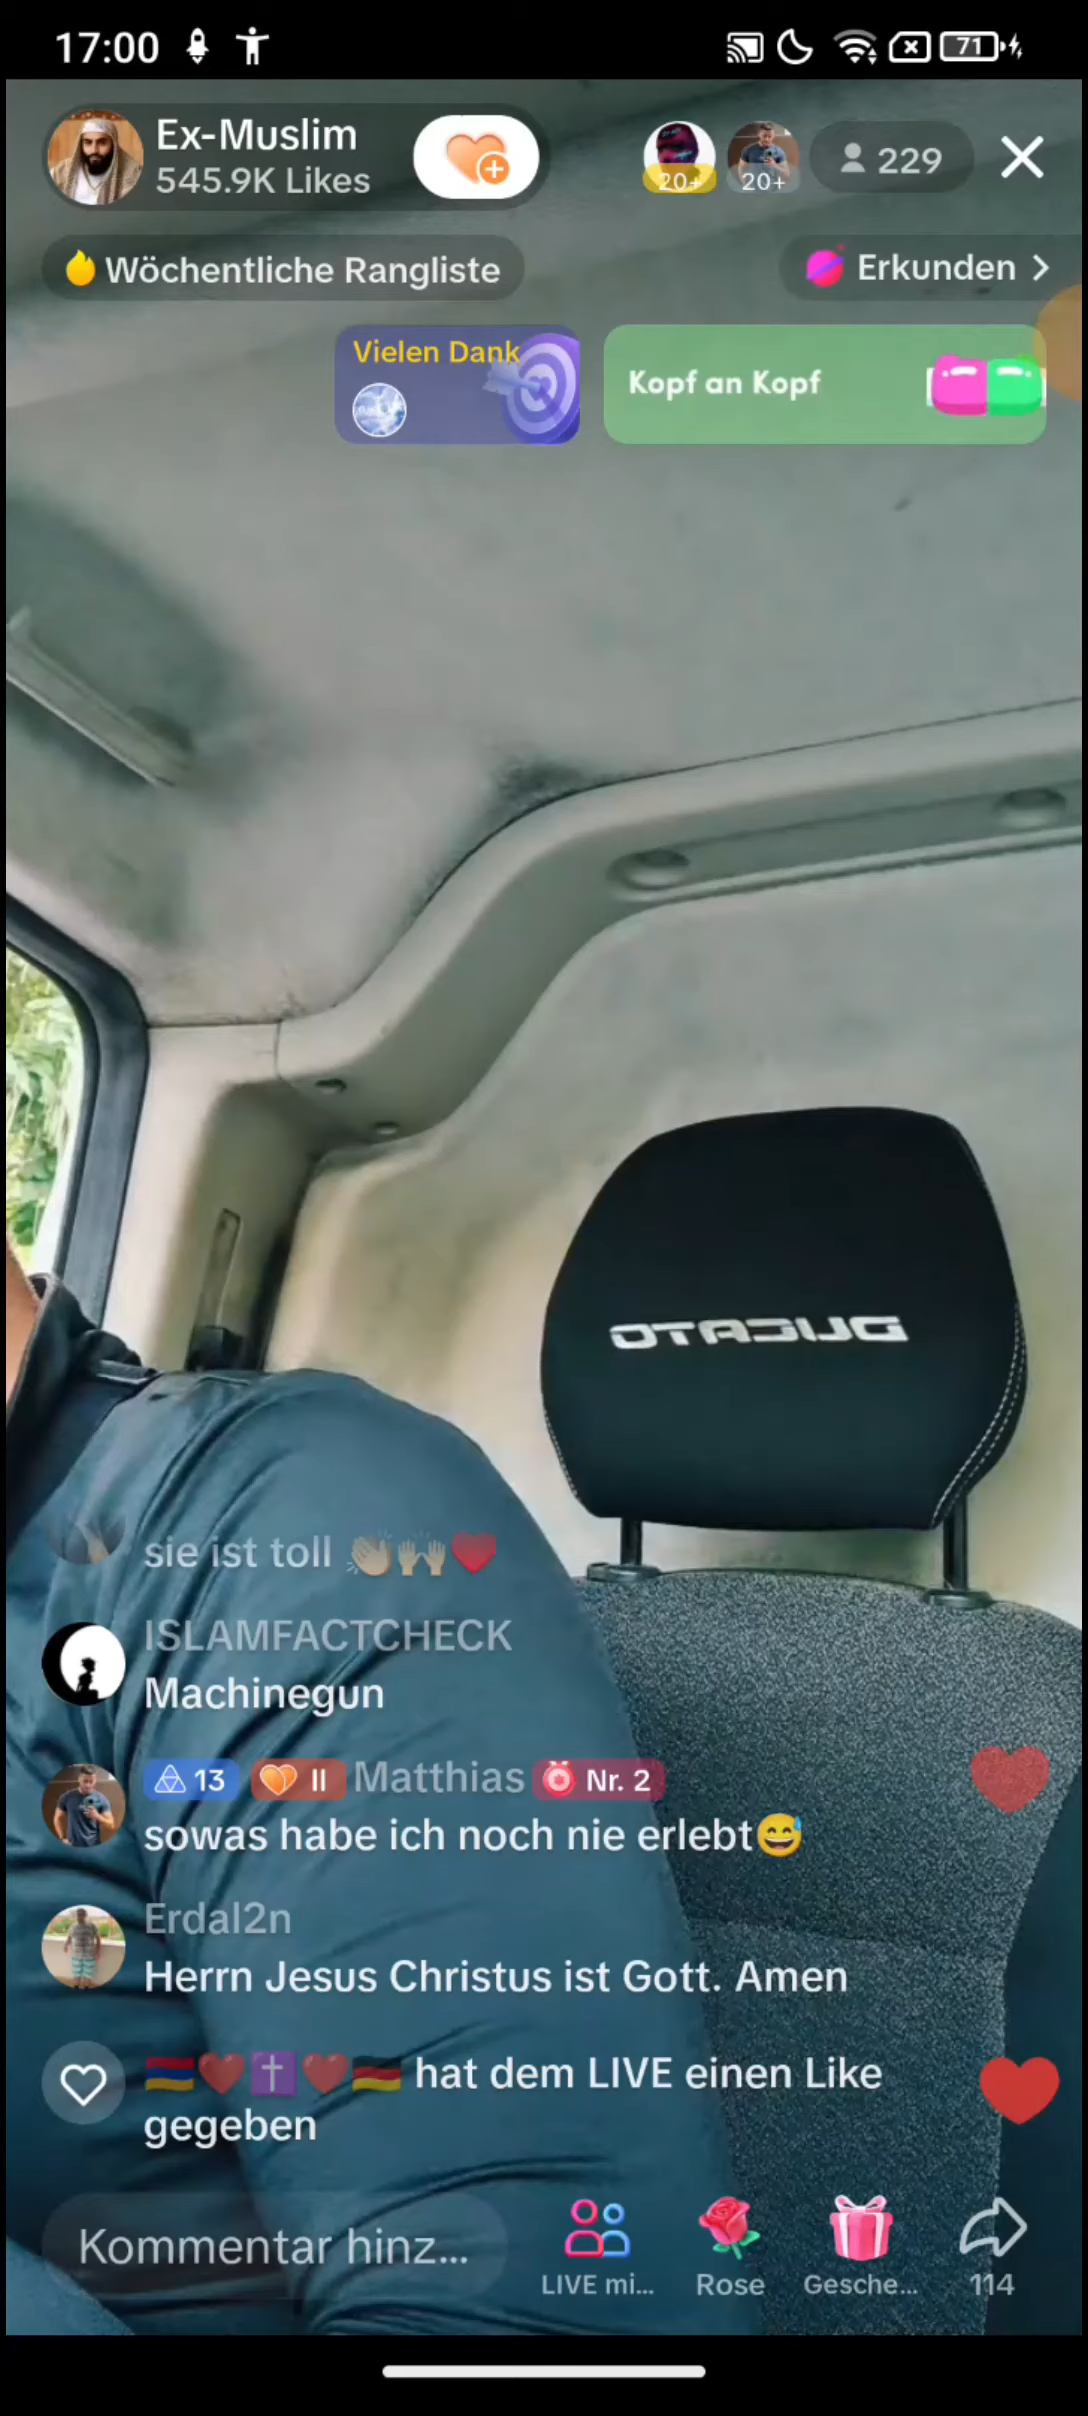 17:00
71
Ex-Muslim
545.9K Likes
20+
20+
229
Wöchentliche Rangliste
Erkunden >
Vielen Dank
Kopf an Kopf
DUCATO
sie ist toll 👏🏼🙌🏼❤️
ISLAMFACTCHECK
Machinegun
13 II Matthias Nr. 2
sowas habe ich noch nie erlebt😅
Erdal2n
Herrn Jesus Christus ist Gott. Amen
🇦🇲❤️✝️❤️🇩🇪 hat dem LIVE einen Like
gegeben
Kommentar hinz...
LIVE mi...
Rose
Gesche...
114